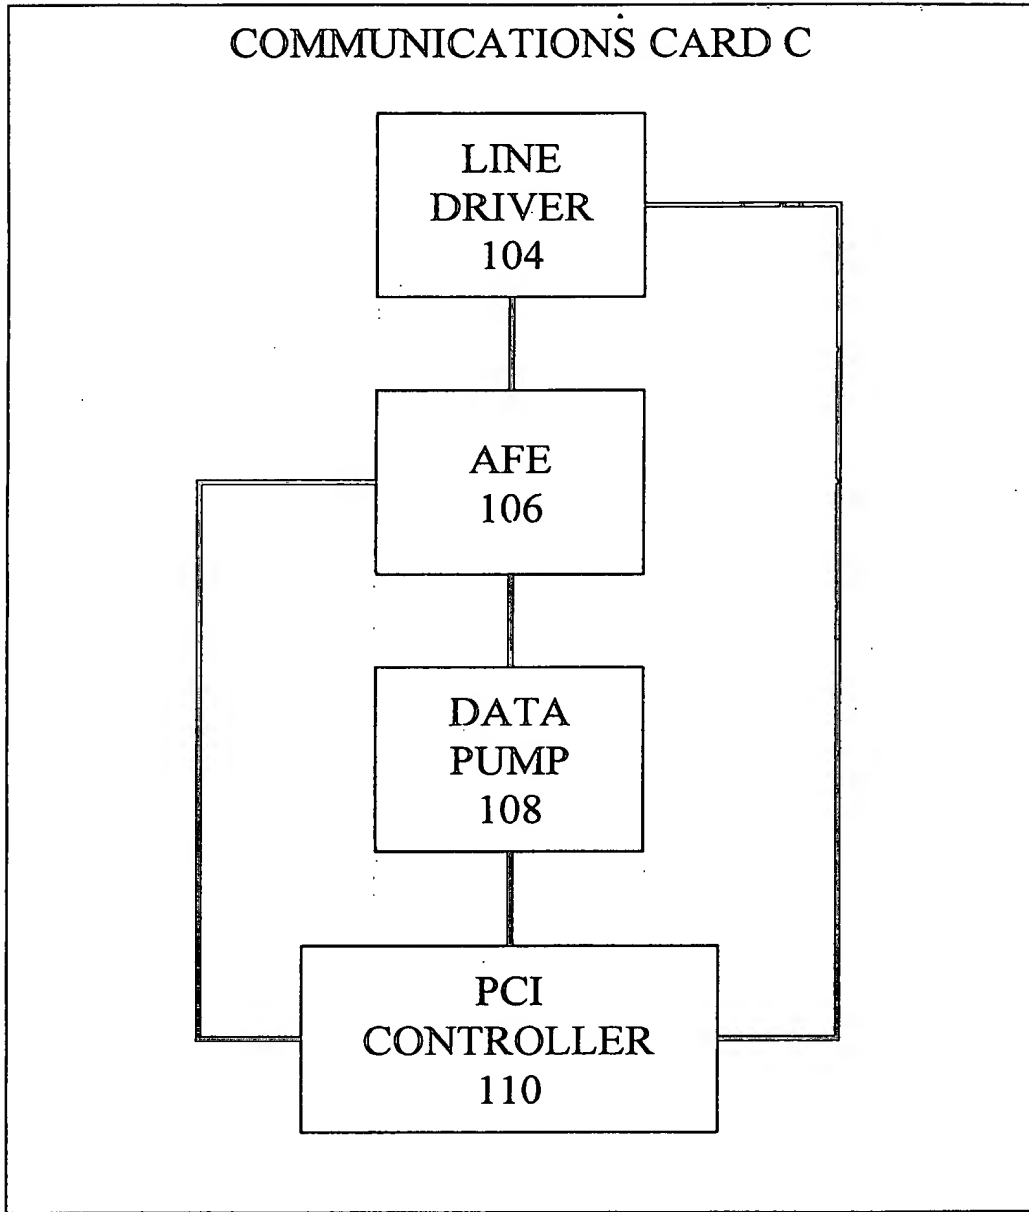 COMMUNICATIONS CARD C
LINE
DRIVER
104
AFE
106
DATA
PUMP
108
PCI
CONTROLLER
110